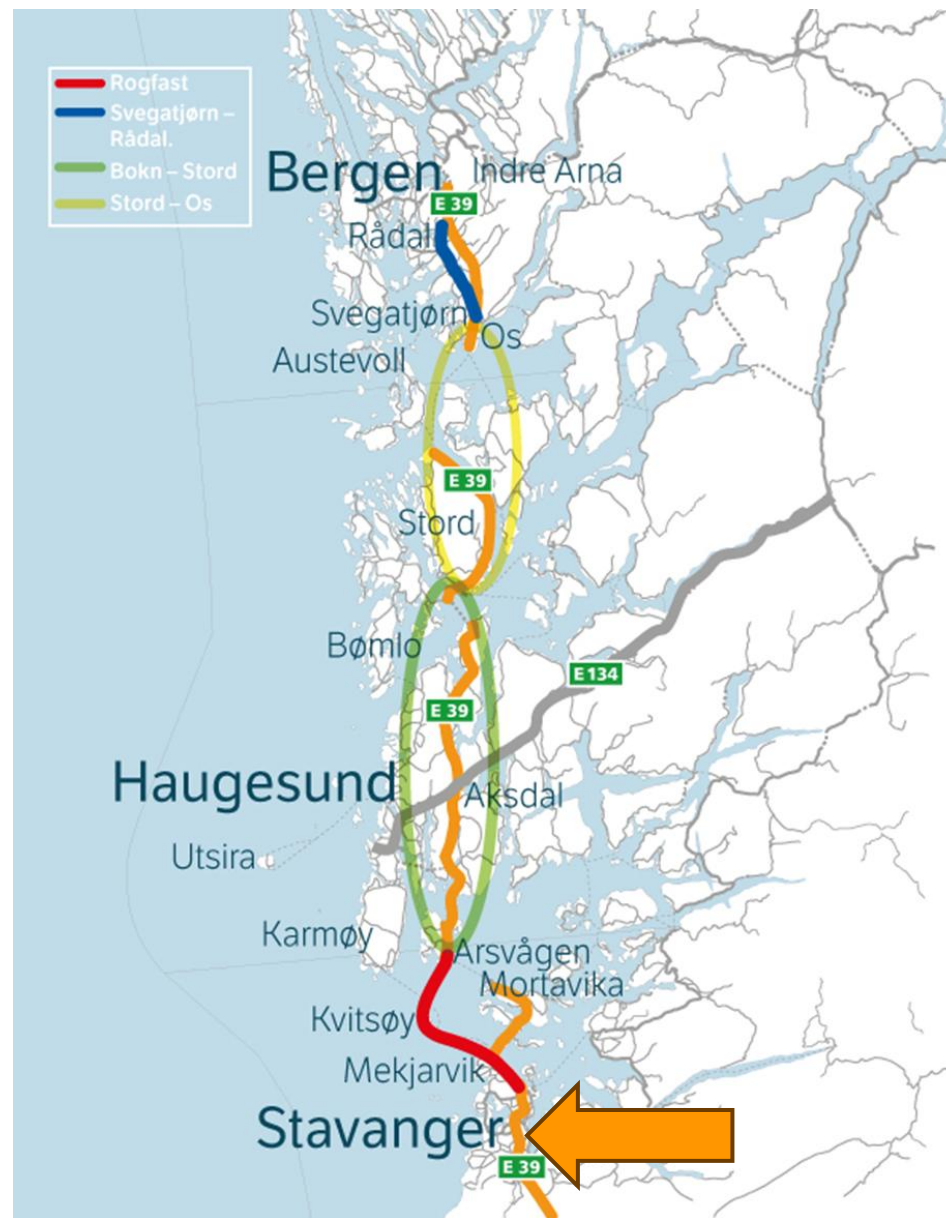 Rogfast
Svegatjørn –
Rådal.
Bokn – Stord
Stord – Os
Bergen
Indre Arna
E 39
Rådal
Svegatjørn
Os
Austevoll
E 39
Stord
Bømlo
E 134
E 39
Haugesund
Aksdal
Utsira
Karmøy
Arsvågen
Mortavika
Kvitsøy
Mekjarvik
Stavanger
E 39